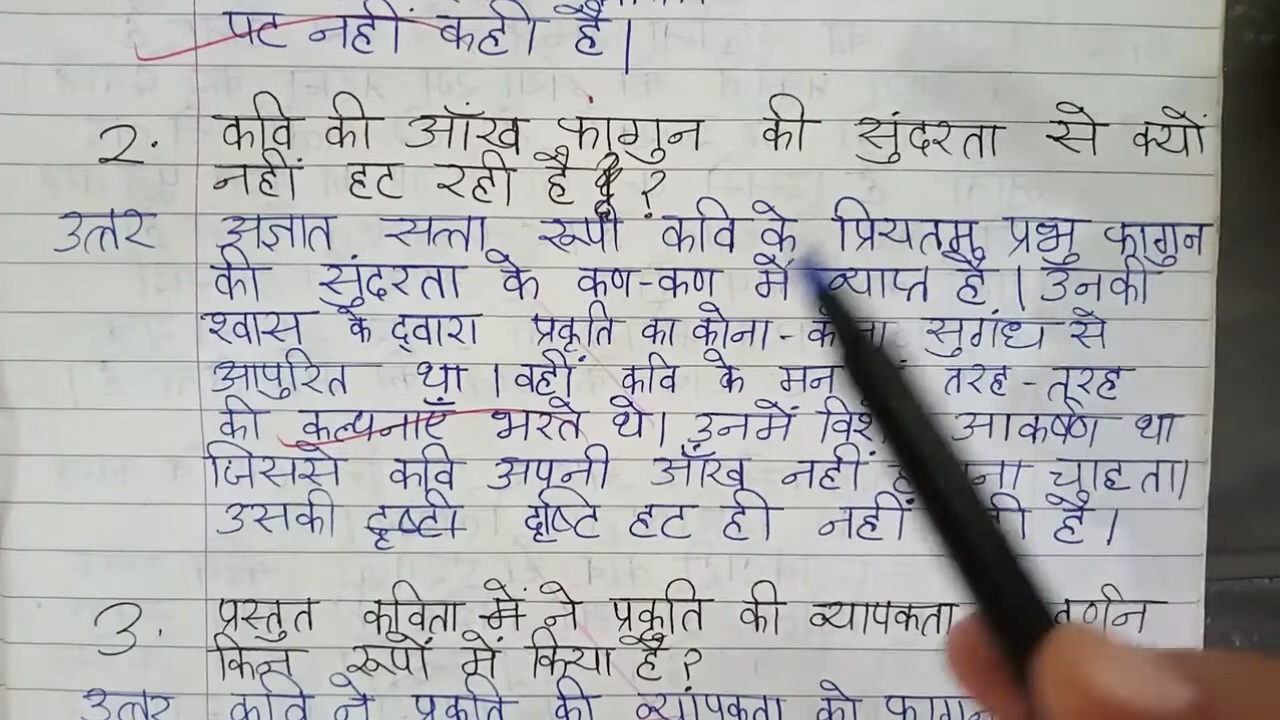 पट नहीं कही है।
2. कवि की आँख फागुन की सुंदरता से क्यों
नहीं हट रही है ?
उत्तर अज्ञात सत्ता रूपी कवि के प्रियतम प्रभु फागुन
की सुंदरता के कण-कण में व्याप्त है। उनकी
श्वास के द्वारा प्रकृति का कोना-कोना सुगंध से
आपुरित था। वहीं कवि के मन तरह-तरह
की कल्पनाएँ भरते थे। उनमें आकर्षण था
जिससे कवि अपनी आँख नहीं चाहता।
उसकी दृष्टी दृष्टि हट ही नहीं है।
3. प्रस्तुत कविता में ने प्रकृति की व्यापकता वर्णन
किन रूपों में किया है?
उत्तर कवि ने प्रकृति की व्यापकता को